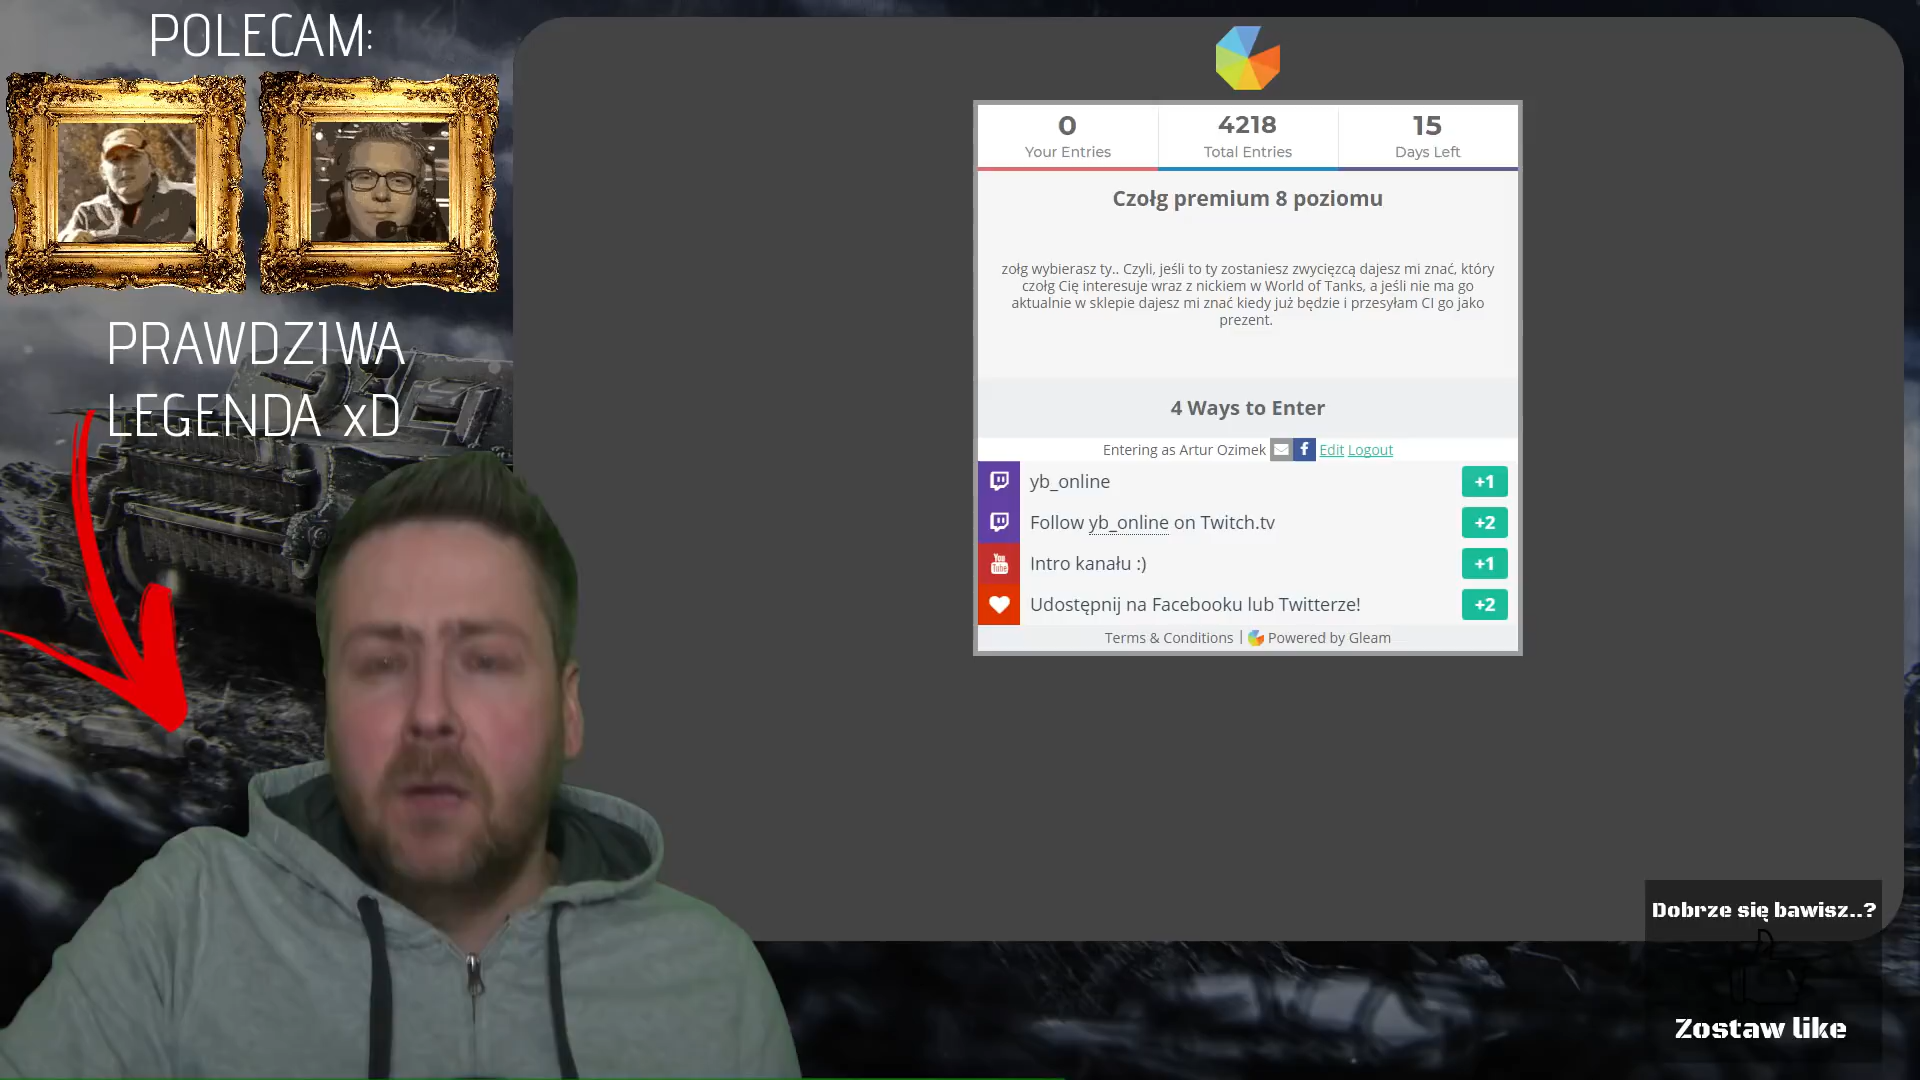 POLECAM:
PRAWDZIWA
LEGENDA xD
0
Your Entries
4218
Total Entries
15
Days Left
Czołg premium 8 poziomu
zołg wybierasz ty.. Czyli, jeśli to ty zostaniesz zwycięzcą dajesz mi znać, który
czołg Cię interesuje wraz z nickiem w World of Tanks, a jeśli nie ma go
aktualnie w sklepie dajesz mi znać kiedy już będzie i przesyłam CI go jako
prezent.
4 Ways to Enter
Entering as Artur Ozimek f Edit Logout
yb_online +1
Follow yb_online on Twitch.tv +2
You Tube Intro kanału :) +1
Udostępnij na Facebooku lub Twitterze! +2
Terms & Conditions | Powered by Gleam
Dobrze się bawisz..?
Zostaw like